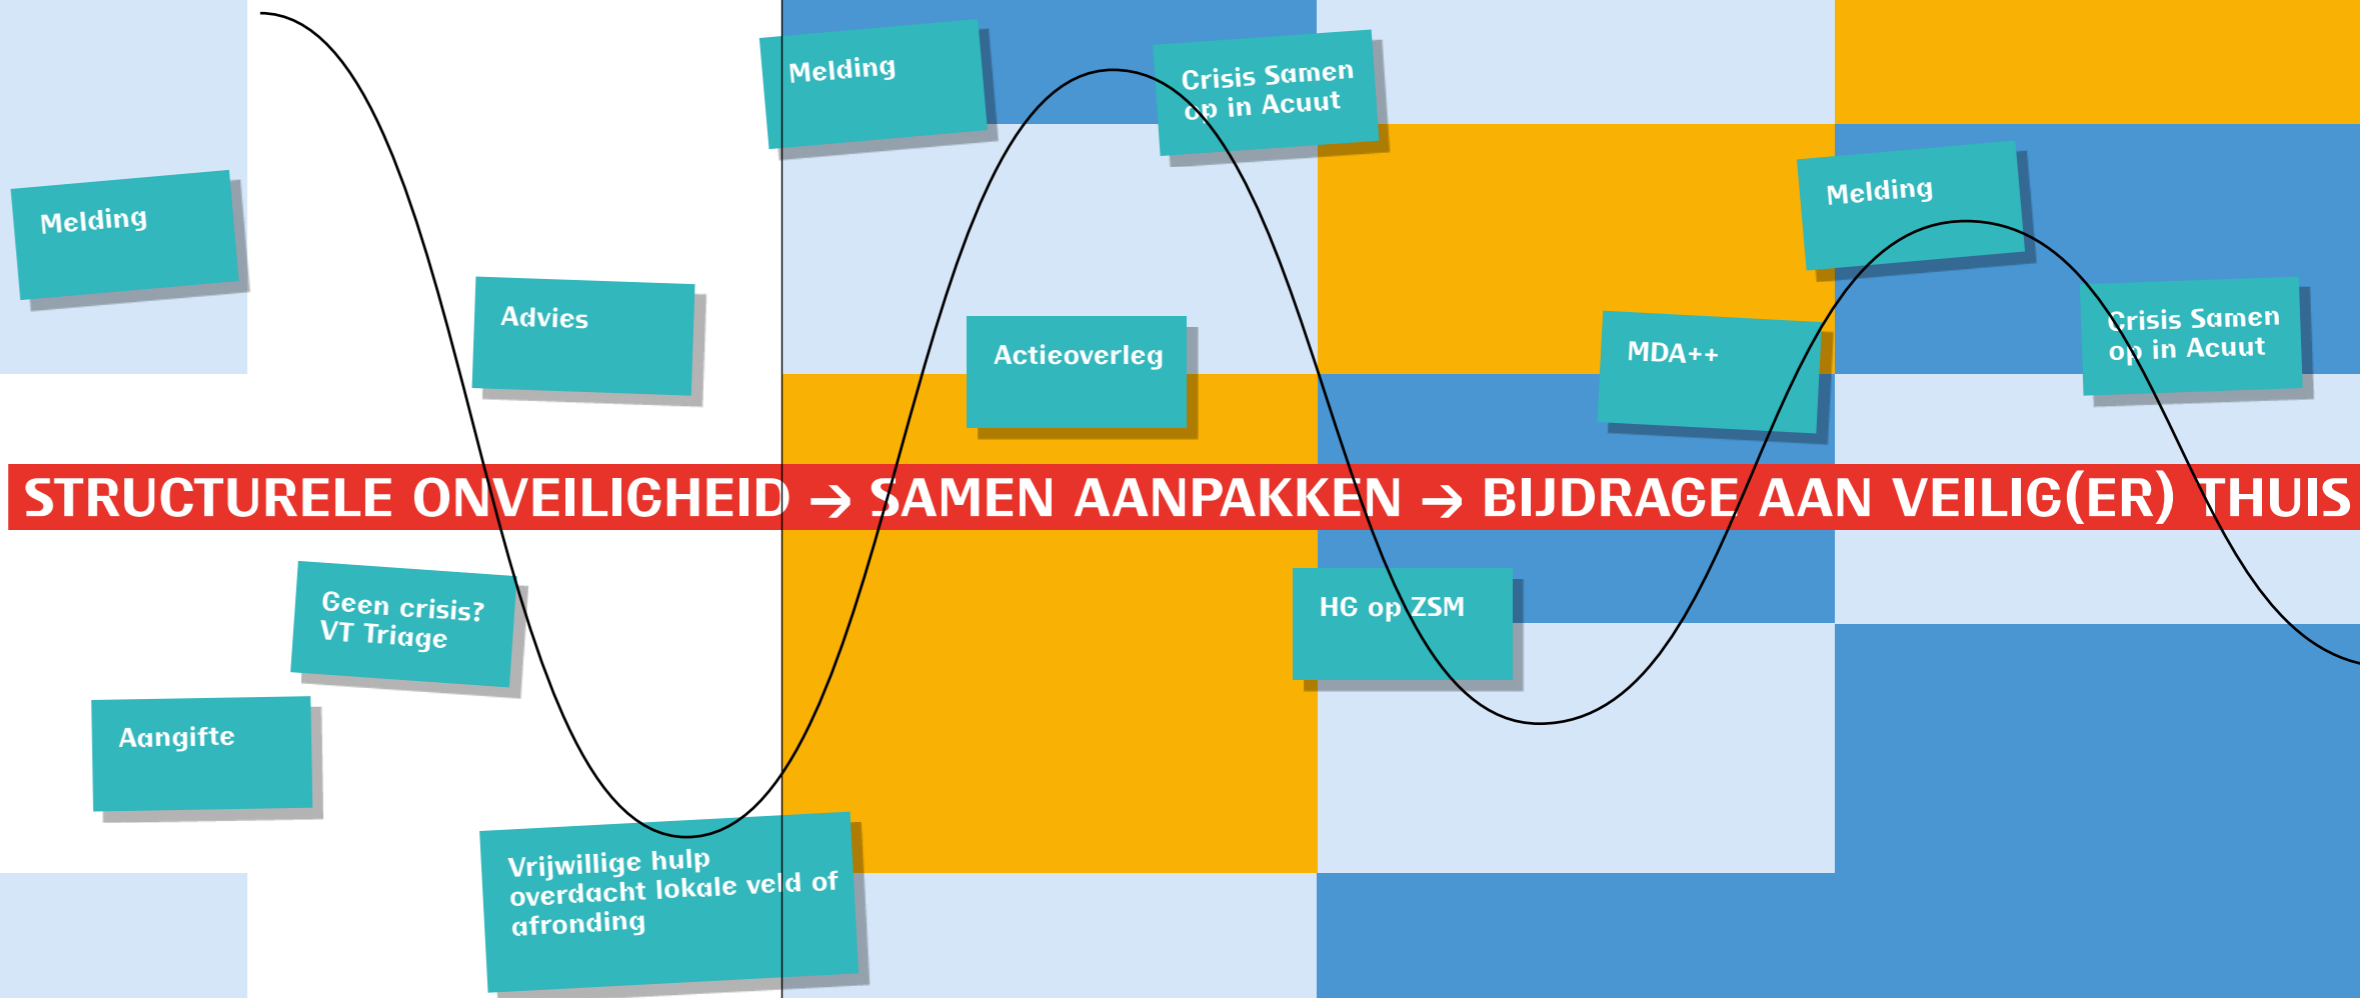 Melding
Crisis Samen
op in Acuut
Melding
Melding
Advies
Actieoverleg
MDA++
Crisis Samen
op in Acuut
STRUCTURELE ONVEILIGHEID → SAMEN AANPAKKEN → BIJDRAGE AAN VEILIG(ER) THUIS
Geen crisis?
VT Triage
HG op ZSM
Aangifte
Vrijwillige hulp
overdacht lokale veld of
afronding